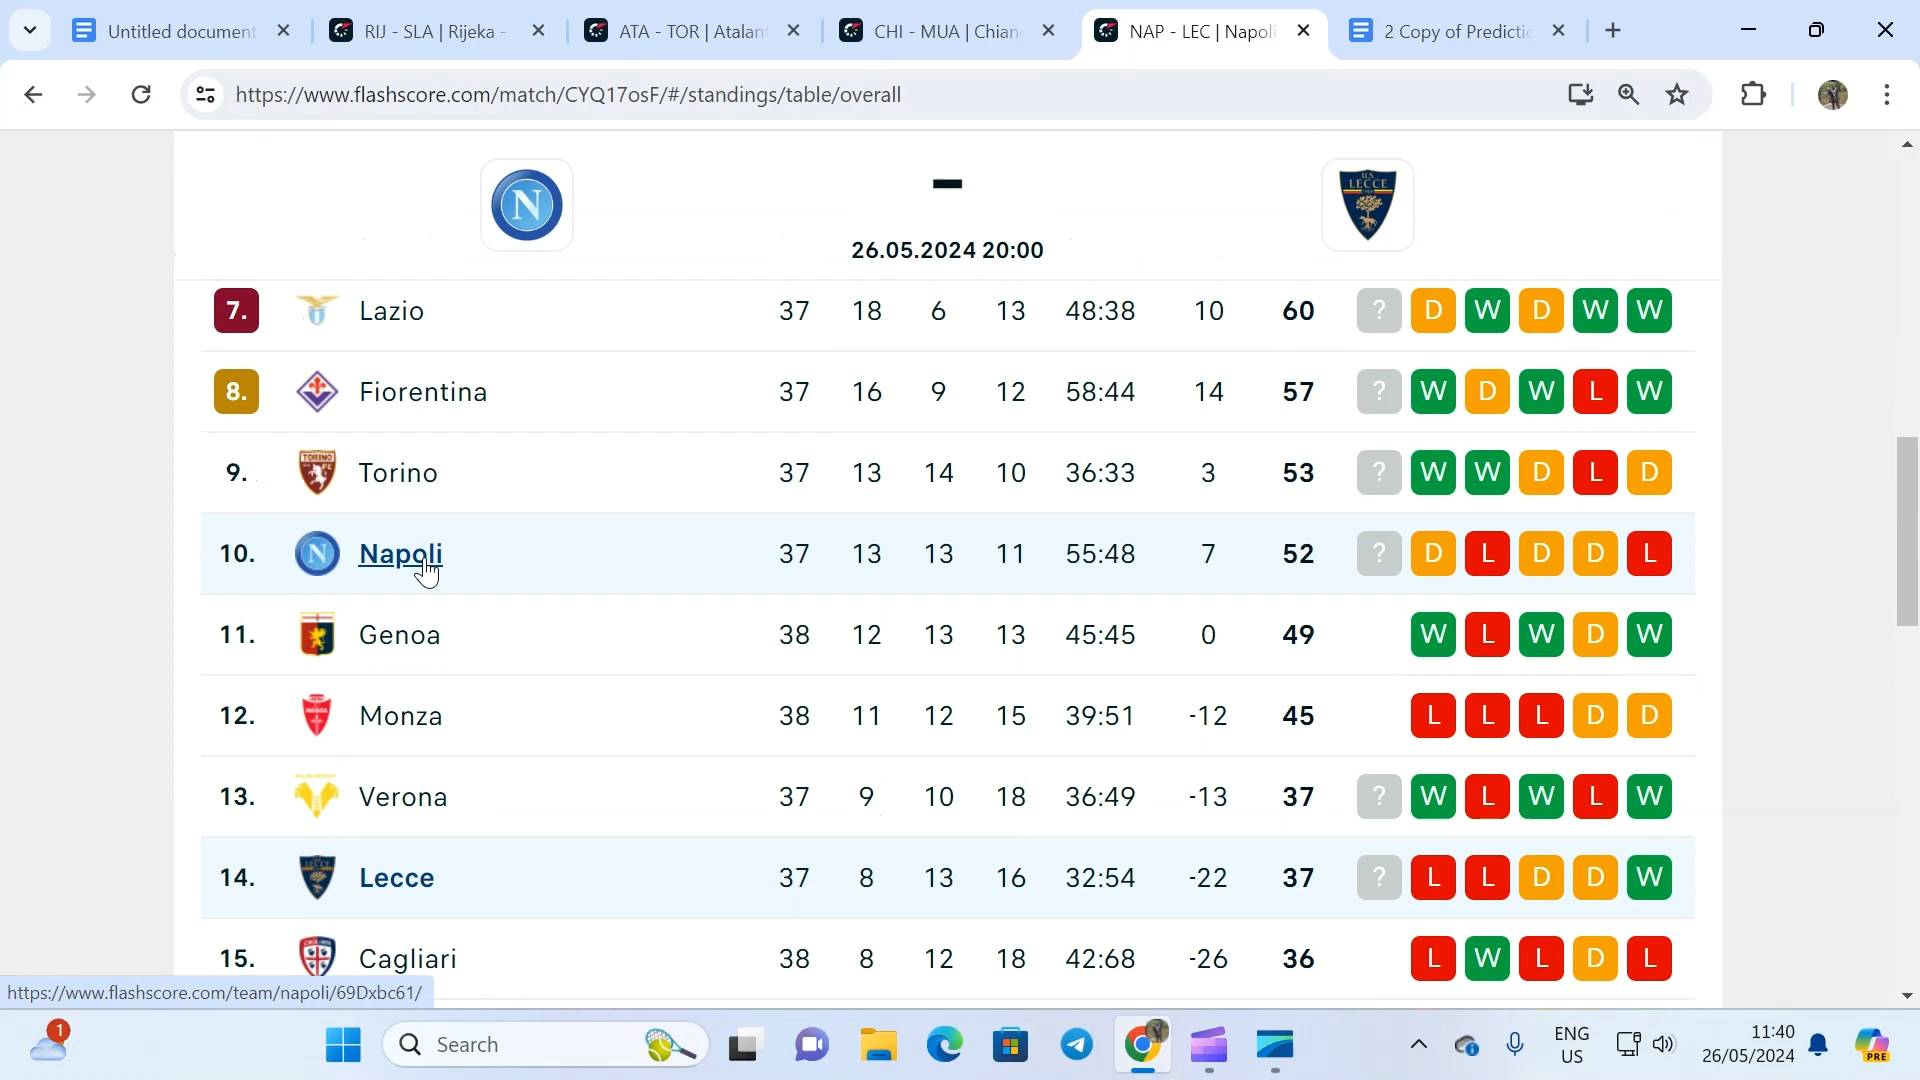 Untitled document RIJ - SLA | Rijeka - ATA - TOR | Atalan CHI - MUA | Chian NAP - LEC | Napoli 2 Copy of Predictio
https://www.flashscore.com/match/CYQ17osF/#/standings/table/overall
N - U.S. LECCE
26.05.2024 20:00
7. Lazio 37 18 6 13 48:38 10 60 ? D W D W W
8. Fiorentina 37 16 9 12 58:44 14 57 ? W D W L W
9. TORINO FC Torino 37 13 14 10 36:33 3 53 ? W W D L D
10. N Napoli 37 13 13 11 55:48 7 52 ? D L D D L
11. Genoa 38 12 13 13 45:45 0 49 W L W D W
12. Monza 38 11 12 15 39:51 -12 45 L L L D D
13. Verona 37 9 10 18 36:49 -13 37 ? W L W L W
14. Lecce 37 8 13 16 32:54 -22 37 ? L L D D W
15. Cagliari 38 8 12 18 42:68 -26 36 L W L D L
https://www.flashscore.com/team/napoli/69Dxbc61/
1 Search ENG US 11:40 26/05/2024 PRE